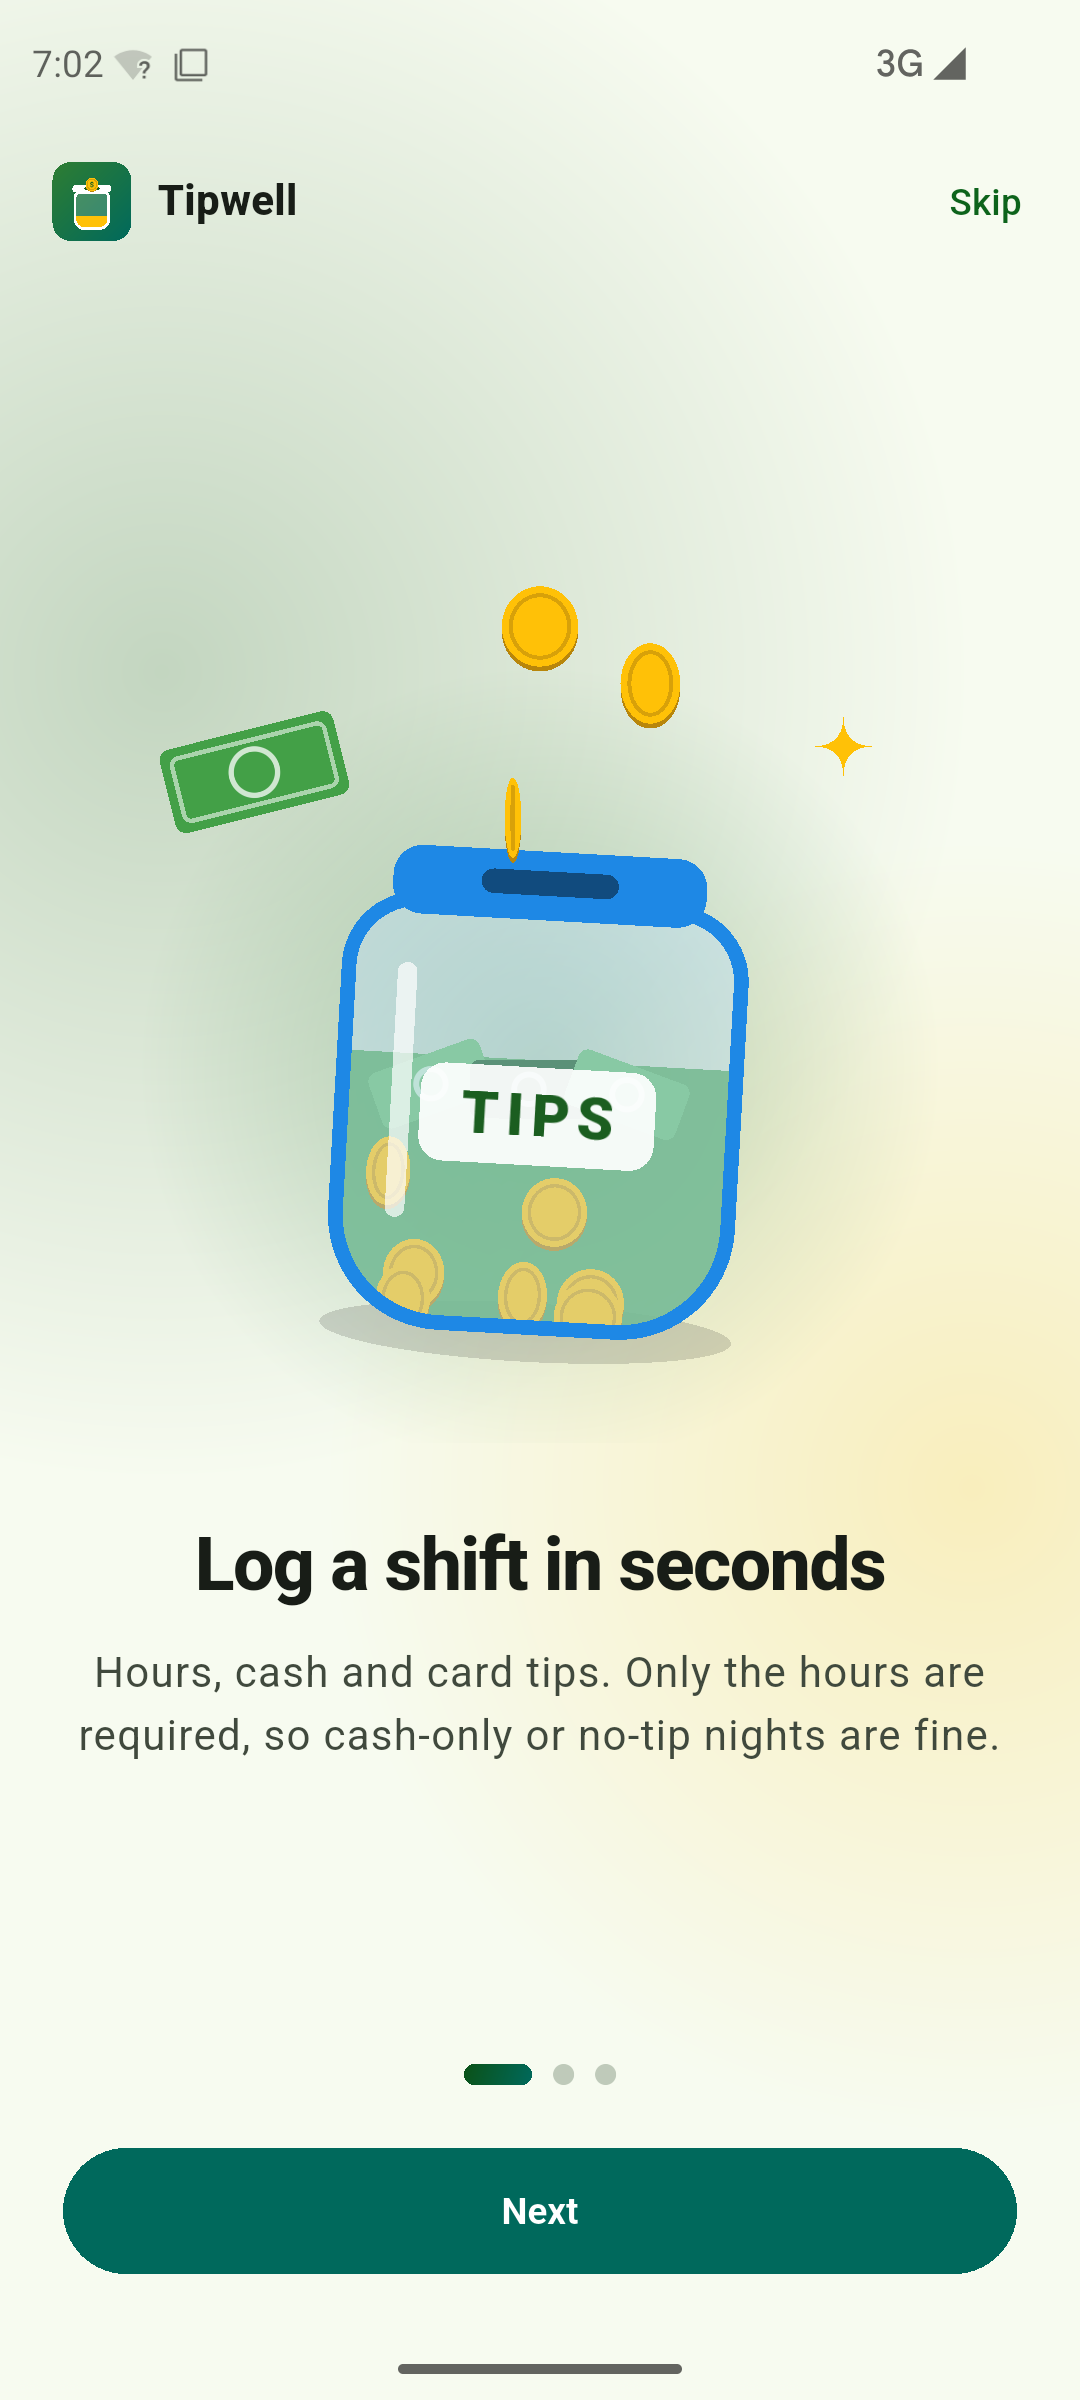 7:02
3G
Tipwell
Skip
TIPS
Log a shift in seconds
Hours, cash and card tips. Only the hours are
required, so cash-only or no-tip nights are fine.
Next